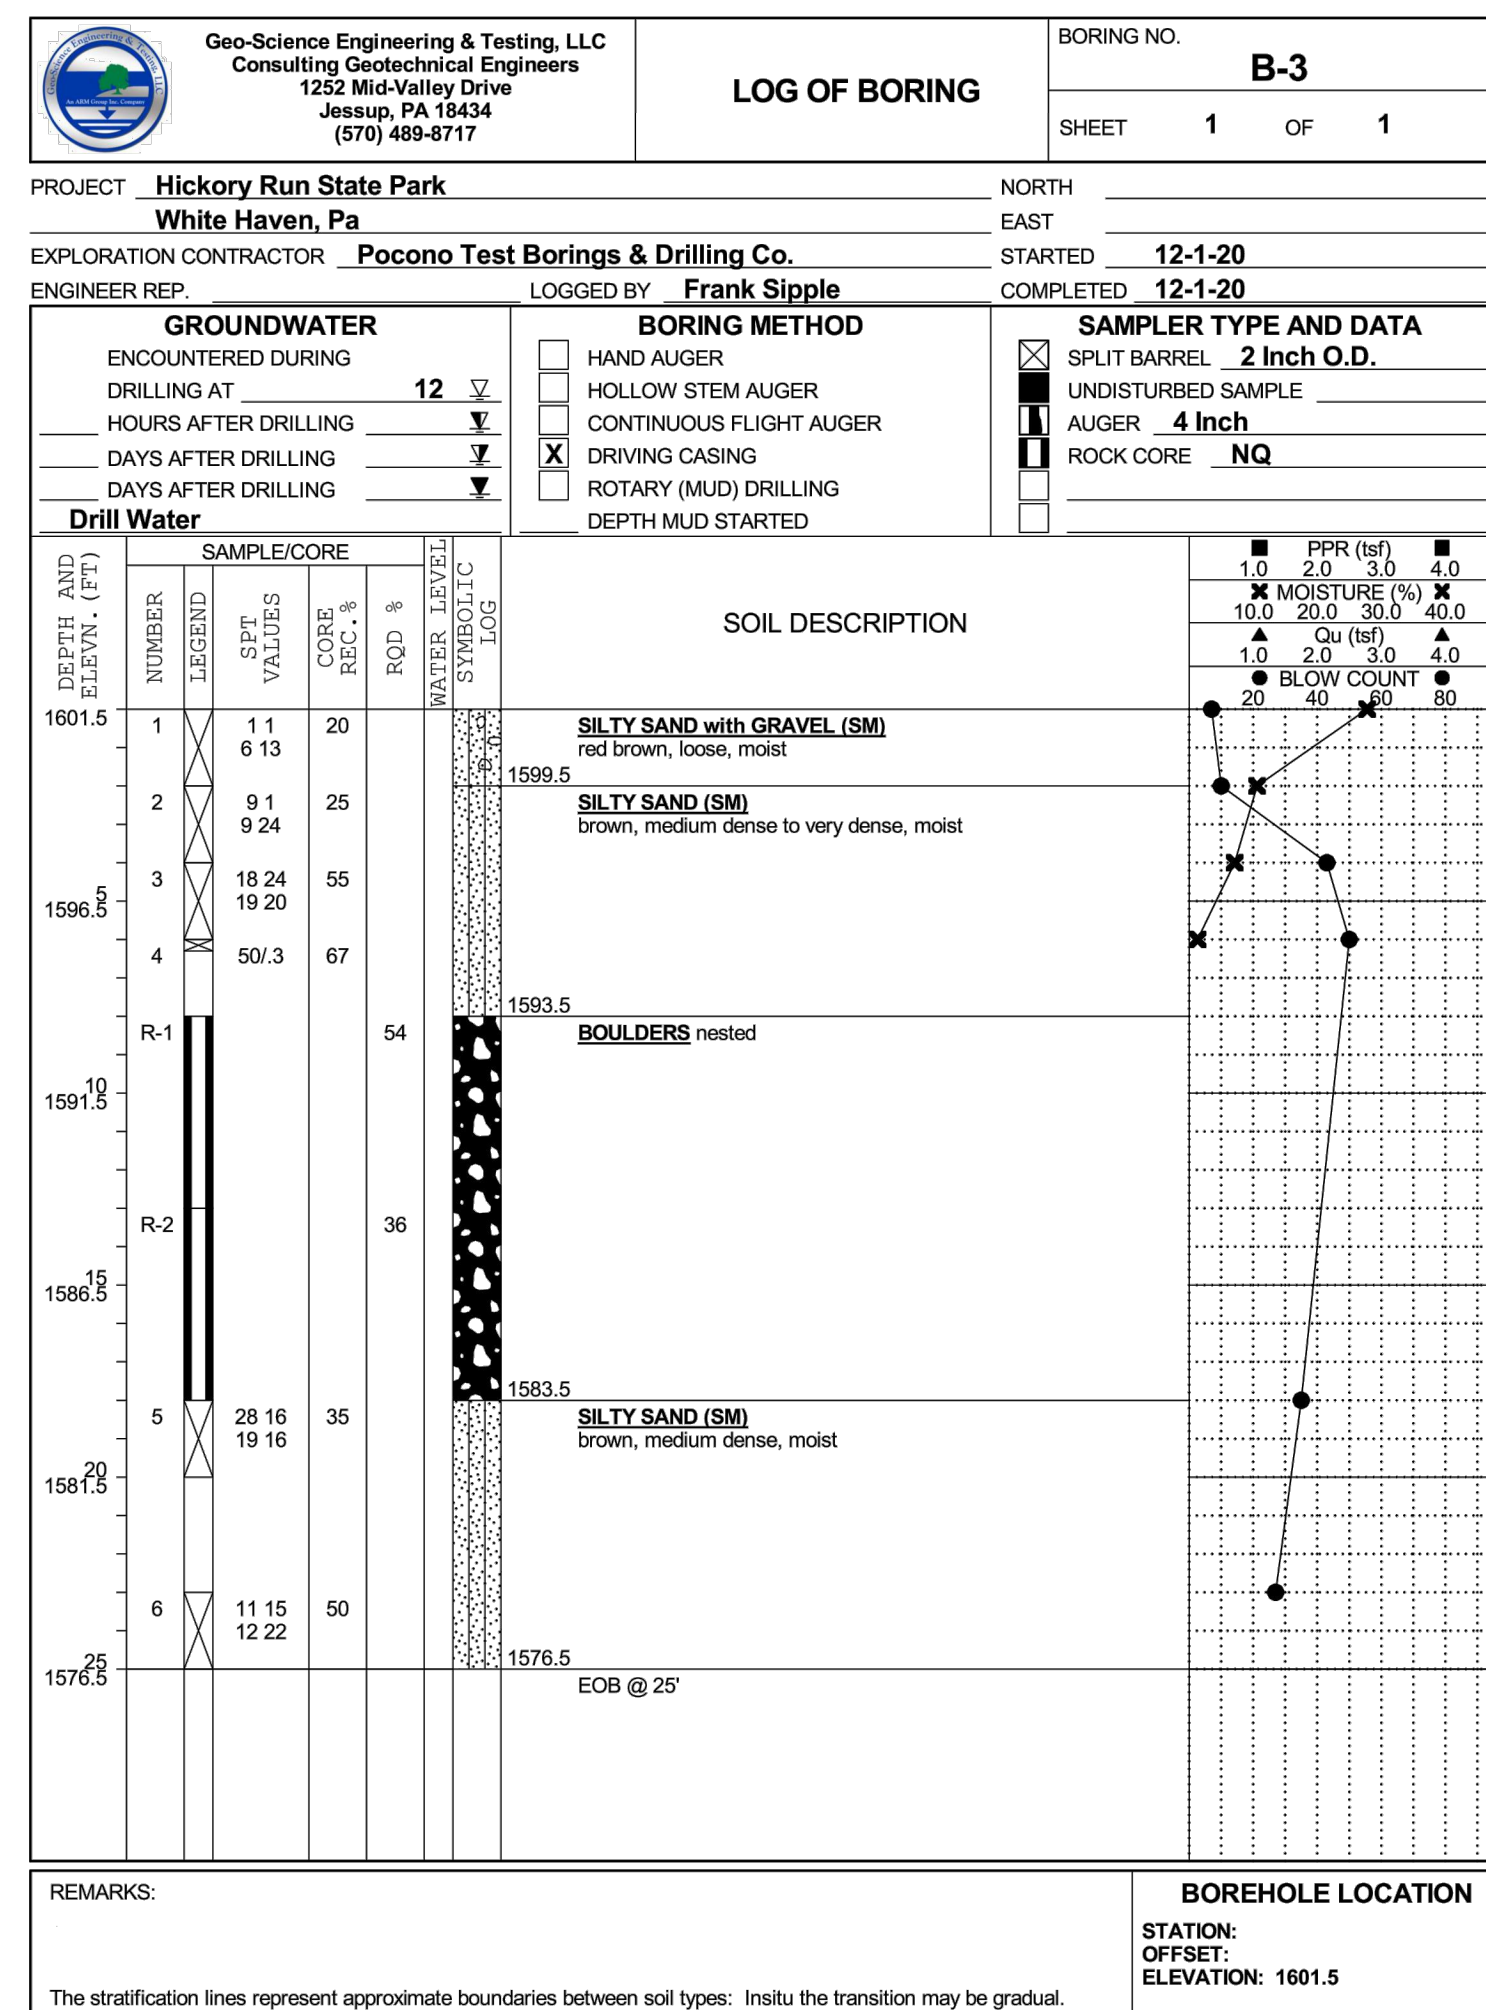 Geo-Science Engineering & Testing, LLC
An ARM Group Inc. Company
Geo-Science Engineering & Testing, LLC
Consulting Geotechnical Engineers
1252 Mid-Valley Drive
Jessup, PA 18434
(570) 489-8717
LOG OF BORING
BORING NO.
B-3
SHEET 1 OF 1
PROJECT Hickory Run State Park
White Haven, Pa
NORTH
EAST
EXPLORATION CONTRACTOR Pocono Test Borings & Drilling Co.
STARTED 12-1-20
ENGINEER REP. LOGGED BY Frank Sipple
COMPLETED 12-1-20
GROUNDWATER
ENCOUNTERED DURING
DRILLING AT 12
HOURS AFTER DRILLING
DAYS AFTER DRILLING
DAYS AFTER DRILLING
Drill Water
BORING METHOD
HAND AUGER
HOLLOW STEM AUGER
CONTINUOUS FLIGHT AUGER
X DRIVING CASING
ROTARY (MUD) DRILLING
DEPTH MUD STARTED
SAMPLER TYPE AND DATA
SPLIT BARREL 2 Inch O.D.
UNDISTURBED SAMPLE
AUGER 4 Inch
ROCK CORE NQ
DEPTH AND
ELEVN. (FT)
SAMPLE/CORE
NUMBER
LEGEND
SPT
VALUES
CORE
REC.%
RQD %
WATER LEVEL
SYMBOLIC
LOG
SOIL DESCRIPTION
PPR (tsf)
1.0 2.0 3.0 4.0
MOISTURE (%)
10.0 20.0 30.0 40.0
Qu (tsf)
1.0 2.0 3.0 4.0
BLOW COUNT
20 40 60 80
1601.5
1 1 1 20
6 13
SILTY SAND with GRAVEL (SM)
red brown, loose, moist
1599.5
2 9 1 25
9 24
SILTY SAND (SM)
brown, medium dense to very dense, moist
3 18 24 55
19 20
5
1596.5
4 50/.3 67
1593.5
R-1 54
BOULDERS nested
10
1591.5
R-2 36
15
1586.5
1583.5
5 28 16 35
19 16
SILTY SAND (SM)
brown, medium dense, moist
20
1581.5
6 11 15 50
12 22
1576.5
25
1576.5
EOB @ 25'
REMARKS:
The stratification lines represent approximate boundaries between soil types: Insitu the transition may be gradual.
BOREHOLE LOCATION
STATION:
OFFSET:
ELEVATION: 1601.5